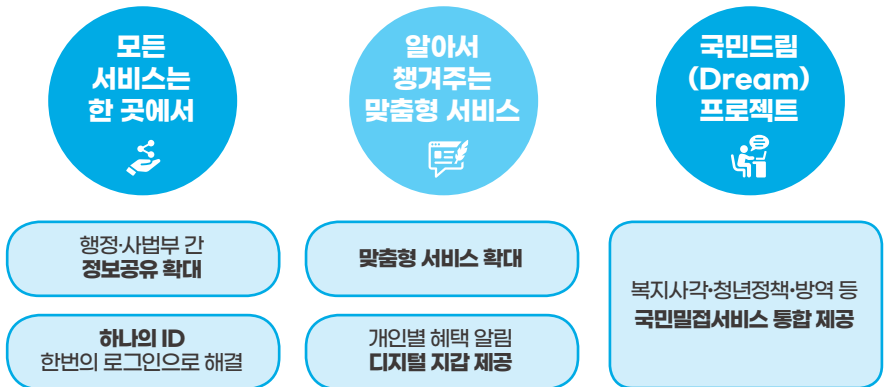 모든
서비스는
한 곳에서
알아서
챙겨주는
맞춤형 서비스
국민드림
(Dream)
프로젝트
행정·사법부 간
정보공유 확대
맞춤형 서비스 확대
복지사각·청년정책·방역 등
국민밀접서비스 통합 제공
하나의 ID
한번의 로그인으로 해결
개인별 혜택 알림
디지털 지갑 제공